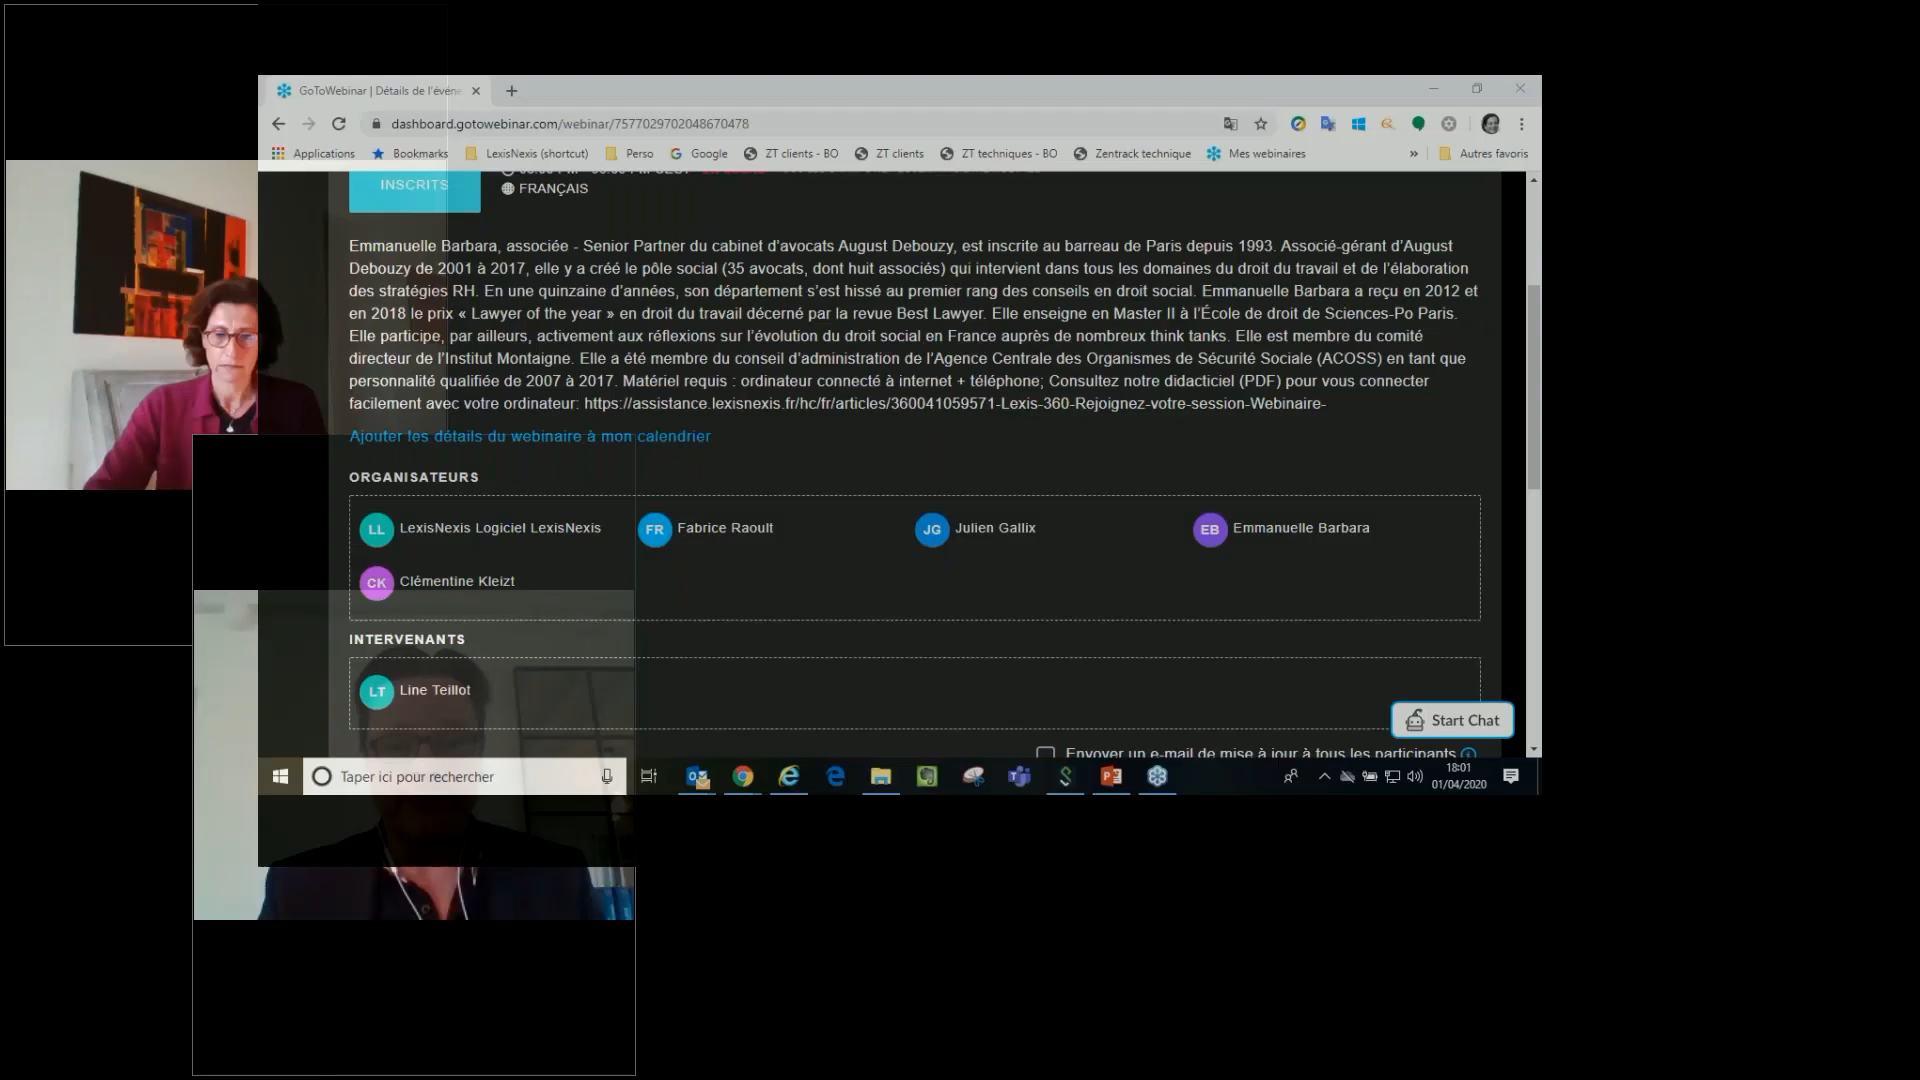 GoToWebinar | Détails de l'évén
dashboard.gotowebinar.com/webinar/7577029702048670478
Applications Bookmarks LexisNexis (shortcut) Perso Google ZT clients - BO ZT clients ZT techniques - BO Zentrack technique Mes webinaires » Autres favoris
INSCRITS
FRANÇAIS
Emmanuelle Barbara, associée - Senior Partner du cabinet d'avocats August Debouzy, est inscrite au barreau de Paris depuis 1993. Associé-gérant d'August
Debouzy de 2001 à 2017, elle y a créé le pôle social (35 avocats, dont huit associés) qui intervient dans tous les domaines du droit du travail et de l'élaboration
des stratégies RH. En une quinzaine d'années, son département s'est hissé au premier rang des conseils en droit social. Emmanuelle Barbara a reçu en 2012 et
en 2018 le prix « Lawyer of the year » en droit du travail décerné par la revue Best Lawyer. Elle enseigne en Master II à l'École de droit de Sciences-Po Paris.
Elle participe, par ailleurs, activement aux réflexions sur l'évolution du droit social en France auprès de nombreux think tanks. Elle est membre du comité
directeur de l'Institut Montaigne. Elle a été membre du conseil d'administration de l'Agence Centrale des Organismes de Sécurité Sociale (ACOSS) en tant que
personnalité qualifiée de 2007 à 2017. Matériel requis : ordinateur connecté à internet + téléphone; Consultez notre didacticiel (PDF) pour vous connecter
facilement avec votre ordinateur: https://assistance.lexisnexis.fr/hc/fr/articles/360041059571-Lexis-360-Rejoignez-votre-session-Webinaire-
Ajouter les détails du webinaire à mon calendrier
ORGANISATEURS
LL LexisNexis Logiciel LexisNexis FR Fabrice Raoult JG Julien Gallix EB Emmanuelle Barbara
CK Clémentine Kleizt
INTERVENANTS
LT Line Teillot
Start Chat
Envoyer un e-mail de mise à jour à tous les participants
Taper ici pour rechercher
18:01
01/04/2020